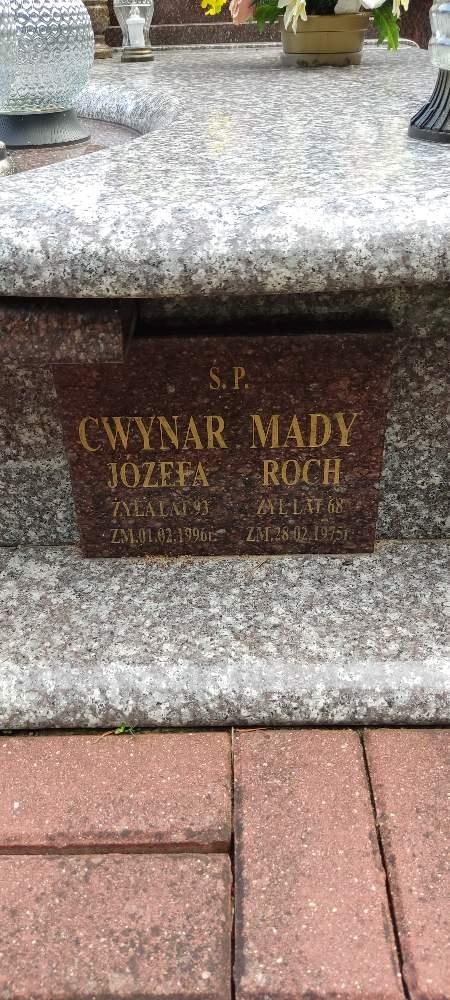 Ś. P.
CWYNAR MADY
JÓZEFA ROCH
ŻYŁA LAT 93 ŻYŁ LAT 68
ZM.01.02.1996r. ZM.28.02.1975r.